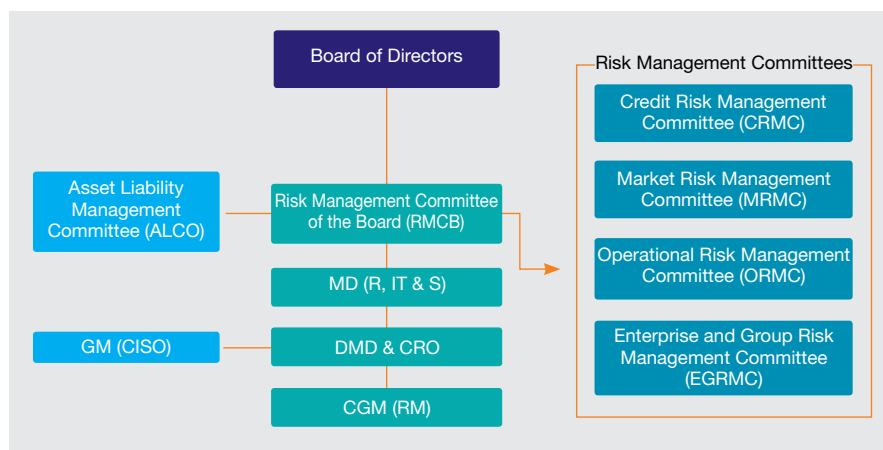 Board of Directors
Risk Management Committees
Credit Risk Management
Committee (CRMC)
Asset Liability
Management
Committee (ALCO)
Risk Management Committee
of the Board (RMCB)
Market Risk Management
Committee (MRMC)
MD (R, IT & S)
Operational Risk Management
Committee (ORMC)
GM (CISO)
DMD & CRO
Enterprise and Group Risk
Management Committee
(EGRMC)
CGM (RM)